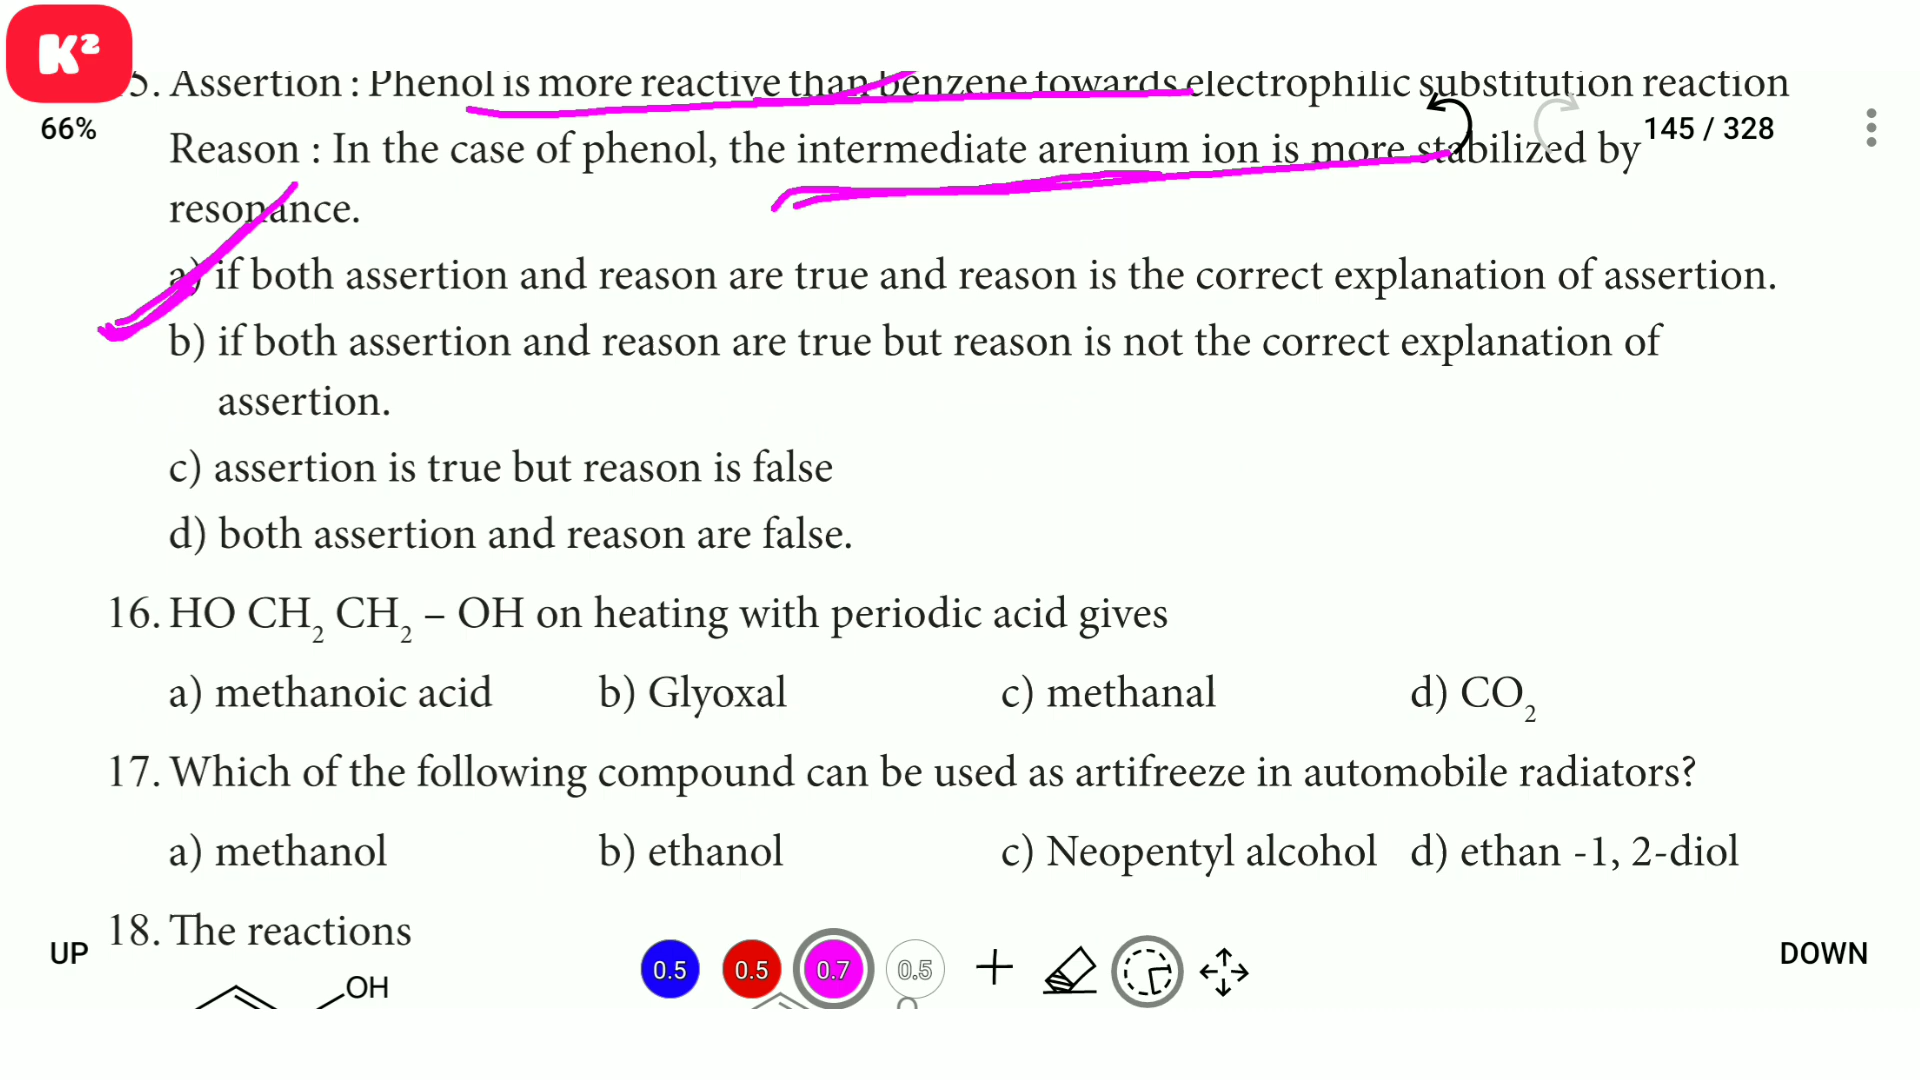 K²
5. Assertion : Phenol is more reactive than benzene towards electrophilic substitution reaction
66%
145 / 328
Reason : In the case of phenol, the intermediate arenium ion is more stabilized by
resonance.
a) if both assertion and reason are true and reason is the correct explanation of assertion.
b) if both assertion and reason are true but reason is not the correct explanation of
assertion.
c) assertion is true but reason is false
d) both assertion and reason are false.
16. HO CH₂ CH₂ – OH on heating with periodic acid gives
a) methanoic acid b) Glyoxal c) methanal d) CO₂
17. Which of the following compound can be used as artifreeze in automobile radiators?
a) methanol b) ethanol c) Neopentyl alcohol d) ethan -1, 2-diol
18. The reactions
UP
DOWN
0.5 0.5 0.7 0.5
OH